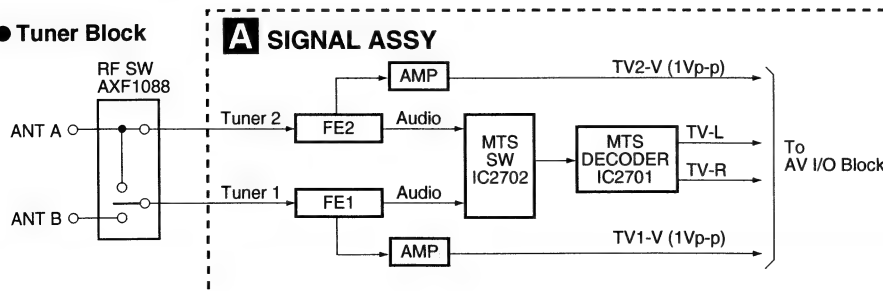 ● Tuner Block
A SIGNAL ASSY
RF SW
AXF1088
ANT A
ANT B
Tuner 2
Tuner 1
FE2
FE1
AMP
AMP
Audio
Audio
MTS
SW
IC2702
MTS
DECODER
IC2701
TV2-V (1Vp-p)
TV-L
TV-R
TV1-V (1Vp-p)
To
AV I/O Block